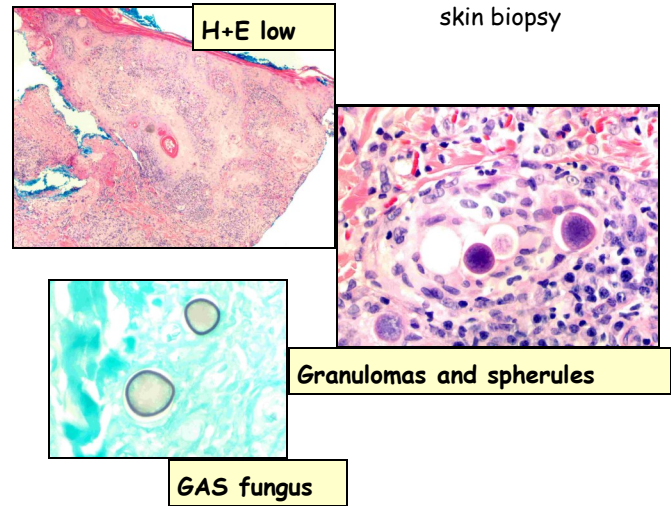 H+E low
skin biopsy
Granulomas and spherules
GAS fungus